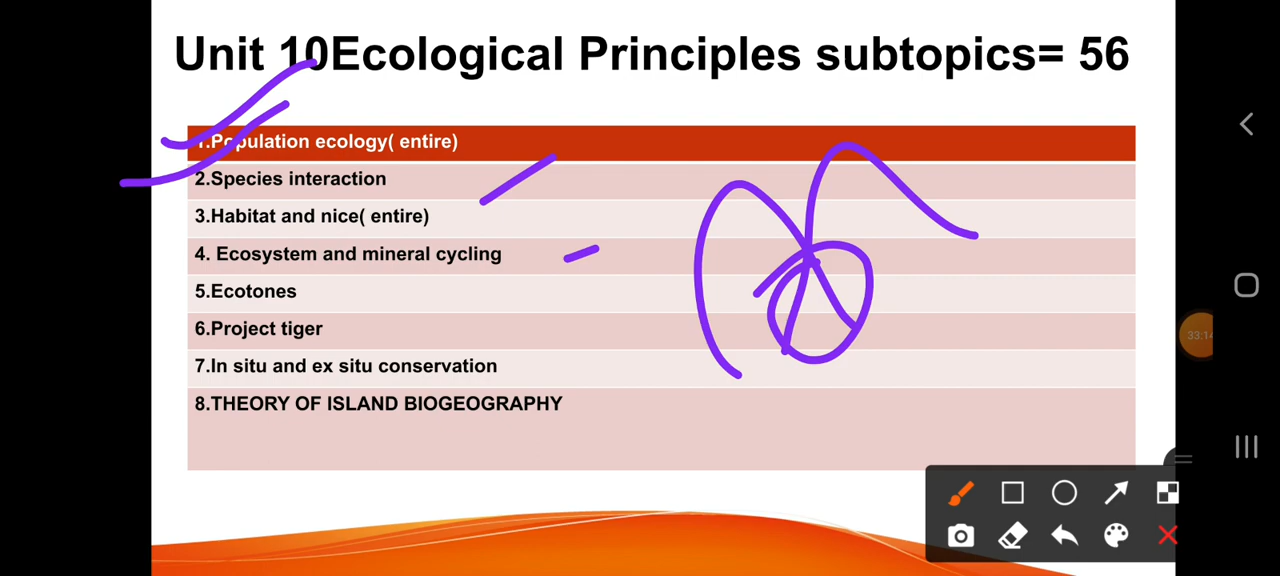 Unit 10Ecological Principles subtopics= 56
1.Population ecology( entire)
2.Species interaction
3.Habitat and nice( entire)
4. Ecosystem and mineral cycling
5.Ecotones
6.Project tiger
7.In situ and ex situ conservation
8.THEORY OF ISLAND BIOGEOGRAPHY
33:14